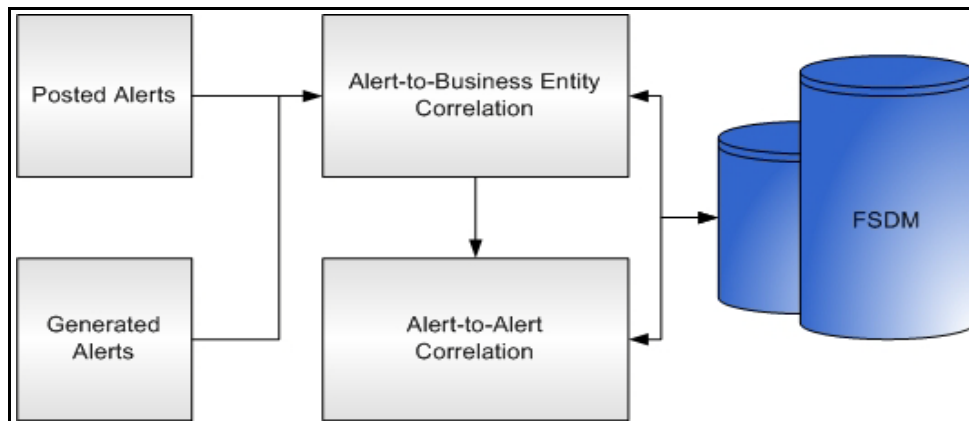 Posted Alerts
Alert-to-Business Entity
Correlation
FSDM
Generated
Alerts
Alert-to-Alert
Correlation